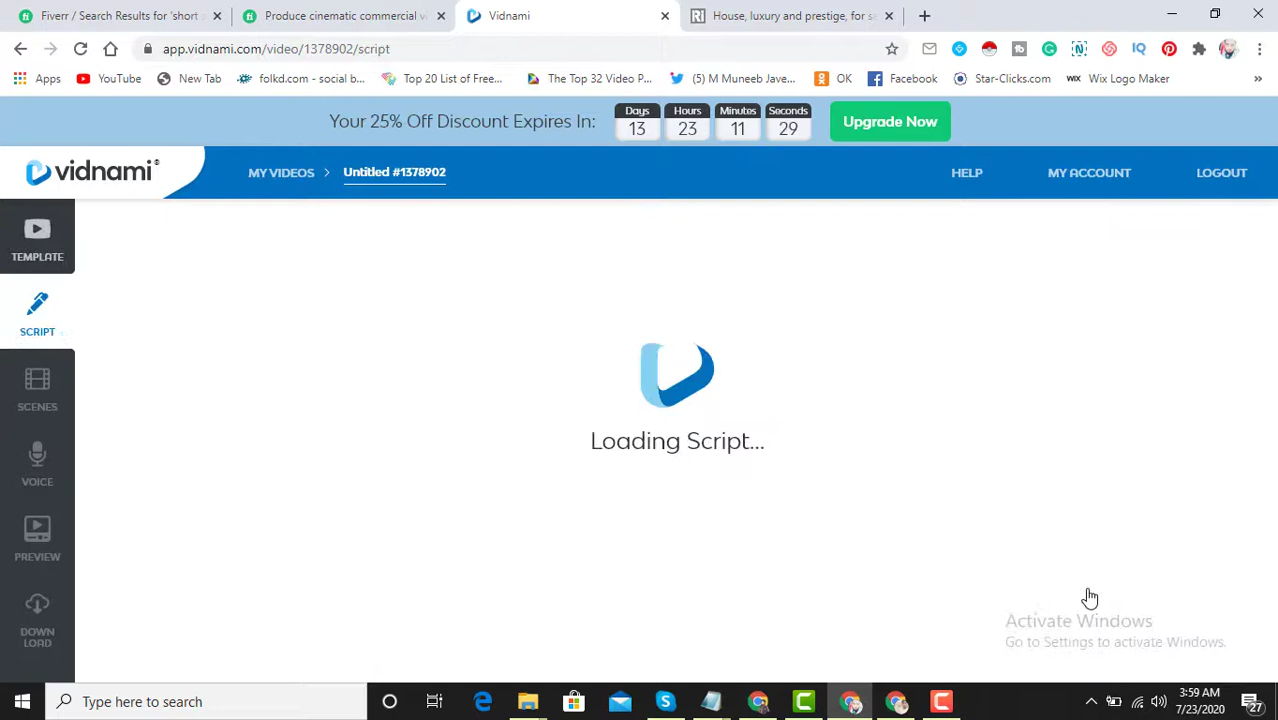 Fiverr / Search Results for 'short
Produce cinematic commercial v
Vidnami
House, luxury and prestige, for se
app.vidnami.com/video/1378902/script
Apps
YouTube
New Tab
folkd.com - social b...
Top 20 List of Free...
The Top 32 Video P...
(5) M Muneeb Jave...
OK
Facebook
Star-Clicks.com
WIX Wix Logo Maker
»
Your 25% Off Discount Expires In:
Days Hours Minutes Seconds
13 23 11 29
Upgrade Now
vidnami®
MY VIDEOS > Untitled #1378902
HELP
MY ACCOUNT
LOGOUT
TEMPLATE
SCRIPT
SCENES
VOICE
PREVIEW
DOWN
LOAD
Loading Script...
Activate Windows
Go to Settings to activate Windows.
Type here to search
3:59 AM
7/23/2020
27